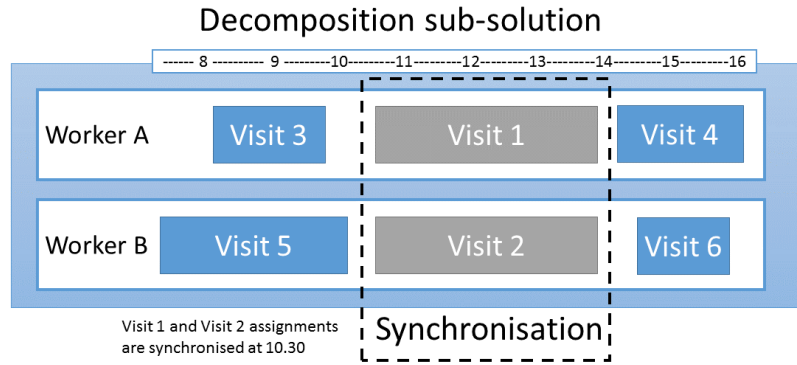 Decomposition sub-solution
------ 8 ---------- 9 ---------10---------11---------12---------13---------14---------15---------16
Worker A
Visit 3
Visit 1
Visit 4
Worker B
Visit 5
Visit 2
Visit 6
Visit 1 and Visit 2 assignments
are synchronised at 10.30
Synchronisation